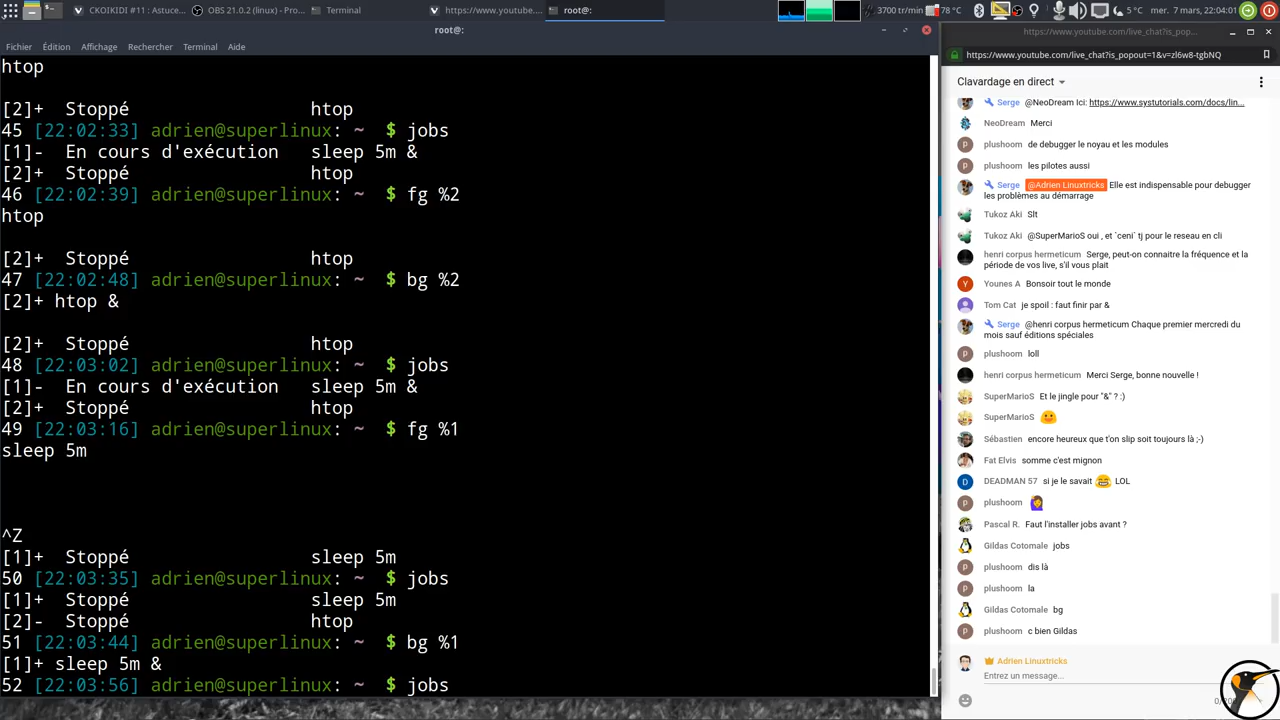 CKOIKIDI #11 : Astuce...
OBS 21.0.2 (linux) - Pro...
Terminal
https://www.youtube....
root@:
3700 tr/min
78 °C
5 °C
mer. 7 mars, 22:04:01
root@:
Fichier Édition Affichage Rechercher Terminal Aide
htop
[2]+ Stoppé htop
45 [22:02:33] adrien@superlinux: ~ $ jobs
[1]- En cours d'exécution sleep 5m &
[2]+ Stoppé htop
46 [22:02:39] adrien@superlinux: ~ $ fg %2
htop
[2]+ Stoppé htop
47 [22:02:48] adrien@superlinux: ~ $ bg %2
[2]+ htop &
[2]+ Stoppé htop
48 [22:03:02] adrien@superlinux: ~ $ jobs
[1]- En cours d'exécution sleep 5m &
[2]+ Stoppé htop
49 [22:03:16] adrien@superlinux: ~ $ fg %1
sleep 5m
^Z
[1]+ Stoppé sleep 5m
50 [22:03:35] adrien@superlinux: ~ $ jobs
[1]+ Stoppé sleep 5m
[2]- Stoppé htop
51 [22:03:44] adrien@superlinux: ~ $ bg %1
[1]+ sleep 5m &
52 [22:03:56] adrien@superlinux: ~ $ jobs
https://www.youtube.com/live_chat?is_pop...
https://www.youtube.com/live_chat?is_popout=1&v=zl6w8-tgbNQ
Clavardage en direct
Serge @NeoDream Ici: https://www.systutorials.com/docs/lin...
NeoDream Merci
plushoom de debugger le noyau et les modules
plushoom les pilotes aussi
Serge @Adrien Linuxtricks Elle est indispensable pour debugger
les problèmes au démarrage
Tukoz Aki Slt
Tukoz Aki @SuperMarioS oui , et `ceni` tj pour le reseau en cli
henri corpus hermeticum Serge, peut-on connaitre la fréquence et la
période de vos live, s'il vous plait
Younes A Bonsoir tout le monde
Tom Cat je spoil : faut finir par &
Serge @henri corpus hermeticum Chaque premier mercredi du
mois sauf éditions spéciales
plushoom loll
henri corpus hermeticum Merci Serge, bonne nouvelle !
SuperMarioS Et le jingle pour "&" ? :)
SuperMarioS
Sébastien encore heureux que t'on slip soit toujours là ;-)
Fat Elvis somme c'est mignon
DEADMAN 57 si je le savait LOL
plushoom
Pascal R. Faut l'installer jobs avant ?
Gildas Cotomale jobs
plushoom dis là
plushoom la
Gildas Cotomale bg
plushoom c bien Gildas
Adrien Linuxtricks
Entrez un message...